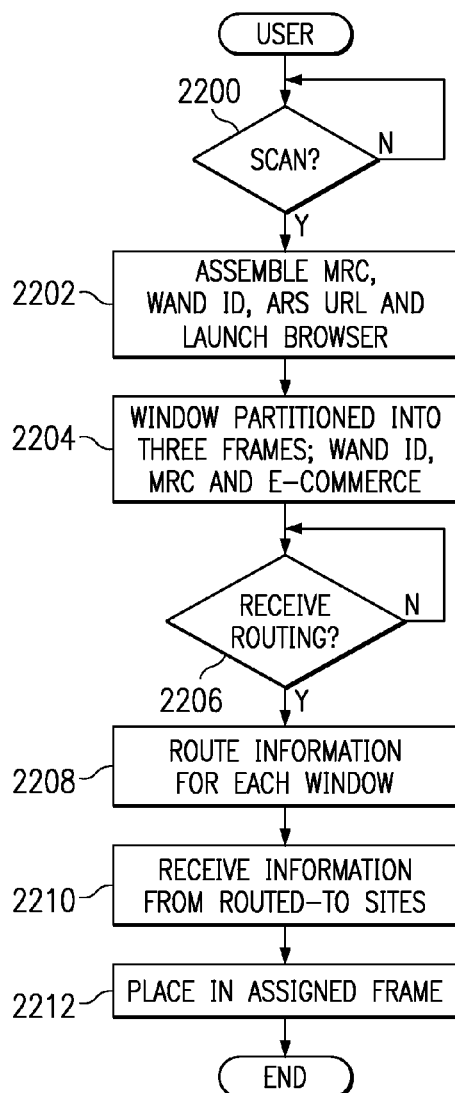 USER
2200
SCAN?
N
Y
2202
ASSEMBLE MRC,
WAND ID, ARS URL AND
LAUNCH BROWSER
2204
WINDOW PARTITIONED INTO
THREE FRAMES; WAND ID,
MRC AND E-COMMERCE
RECEIVE
ROUTING?
N
2206
Y
2208
ROUTE INFORMATION
FOR EACH WINDOW
2210
RECEIVE INFORMATION
FROM ROUTED-TO SITES
2212
PLACE IN ASSIGNED FRAME
END